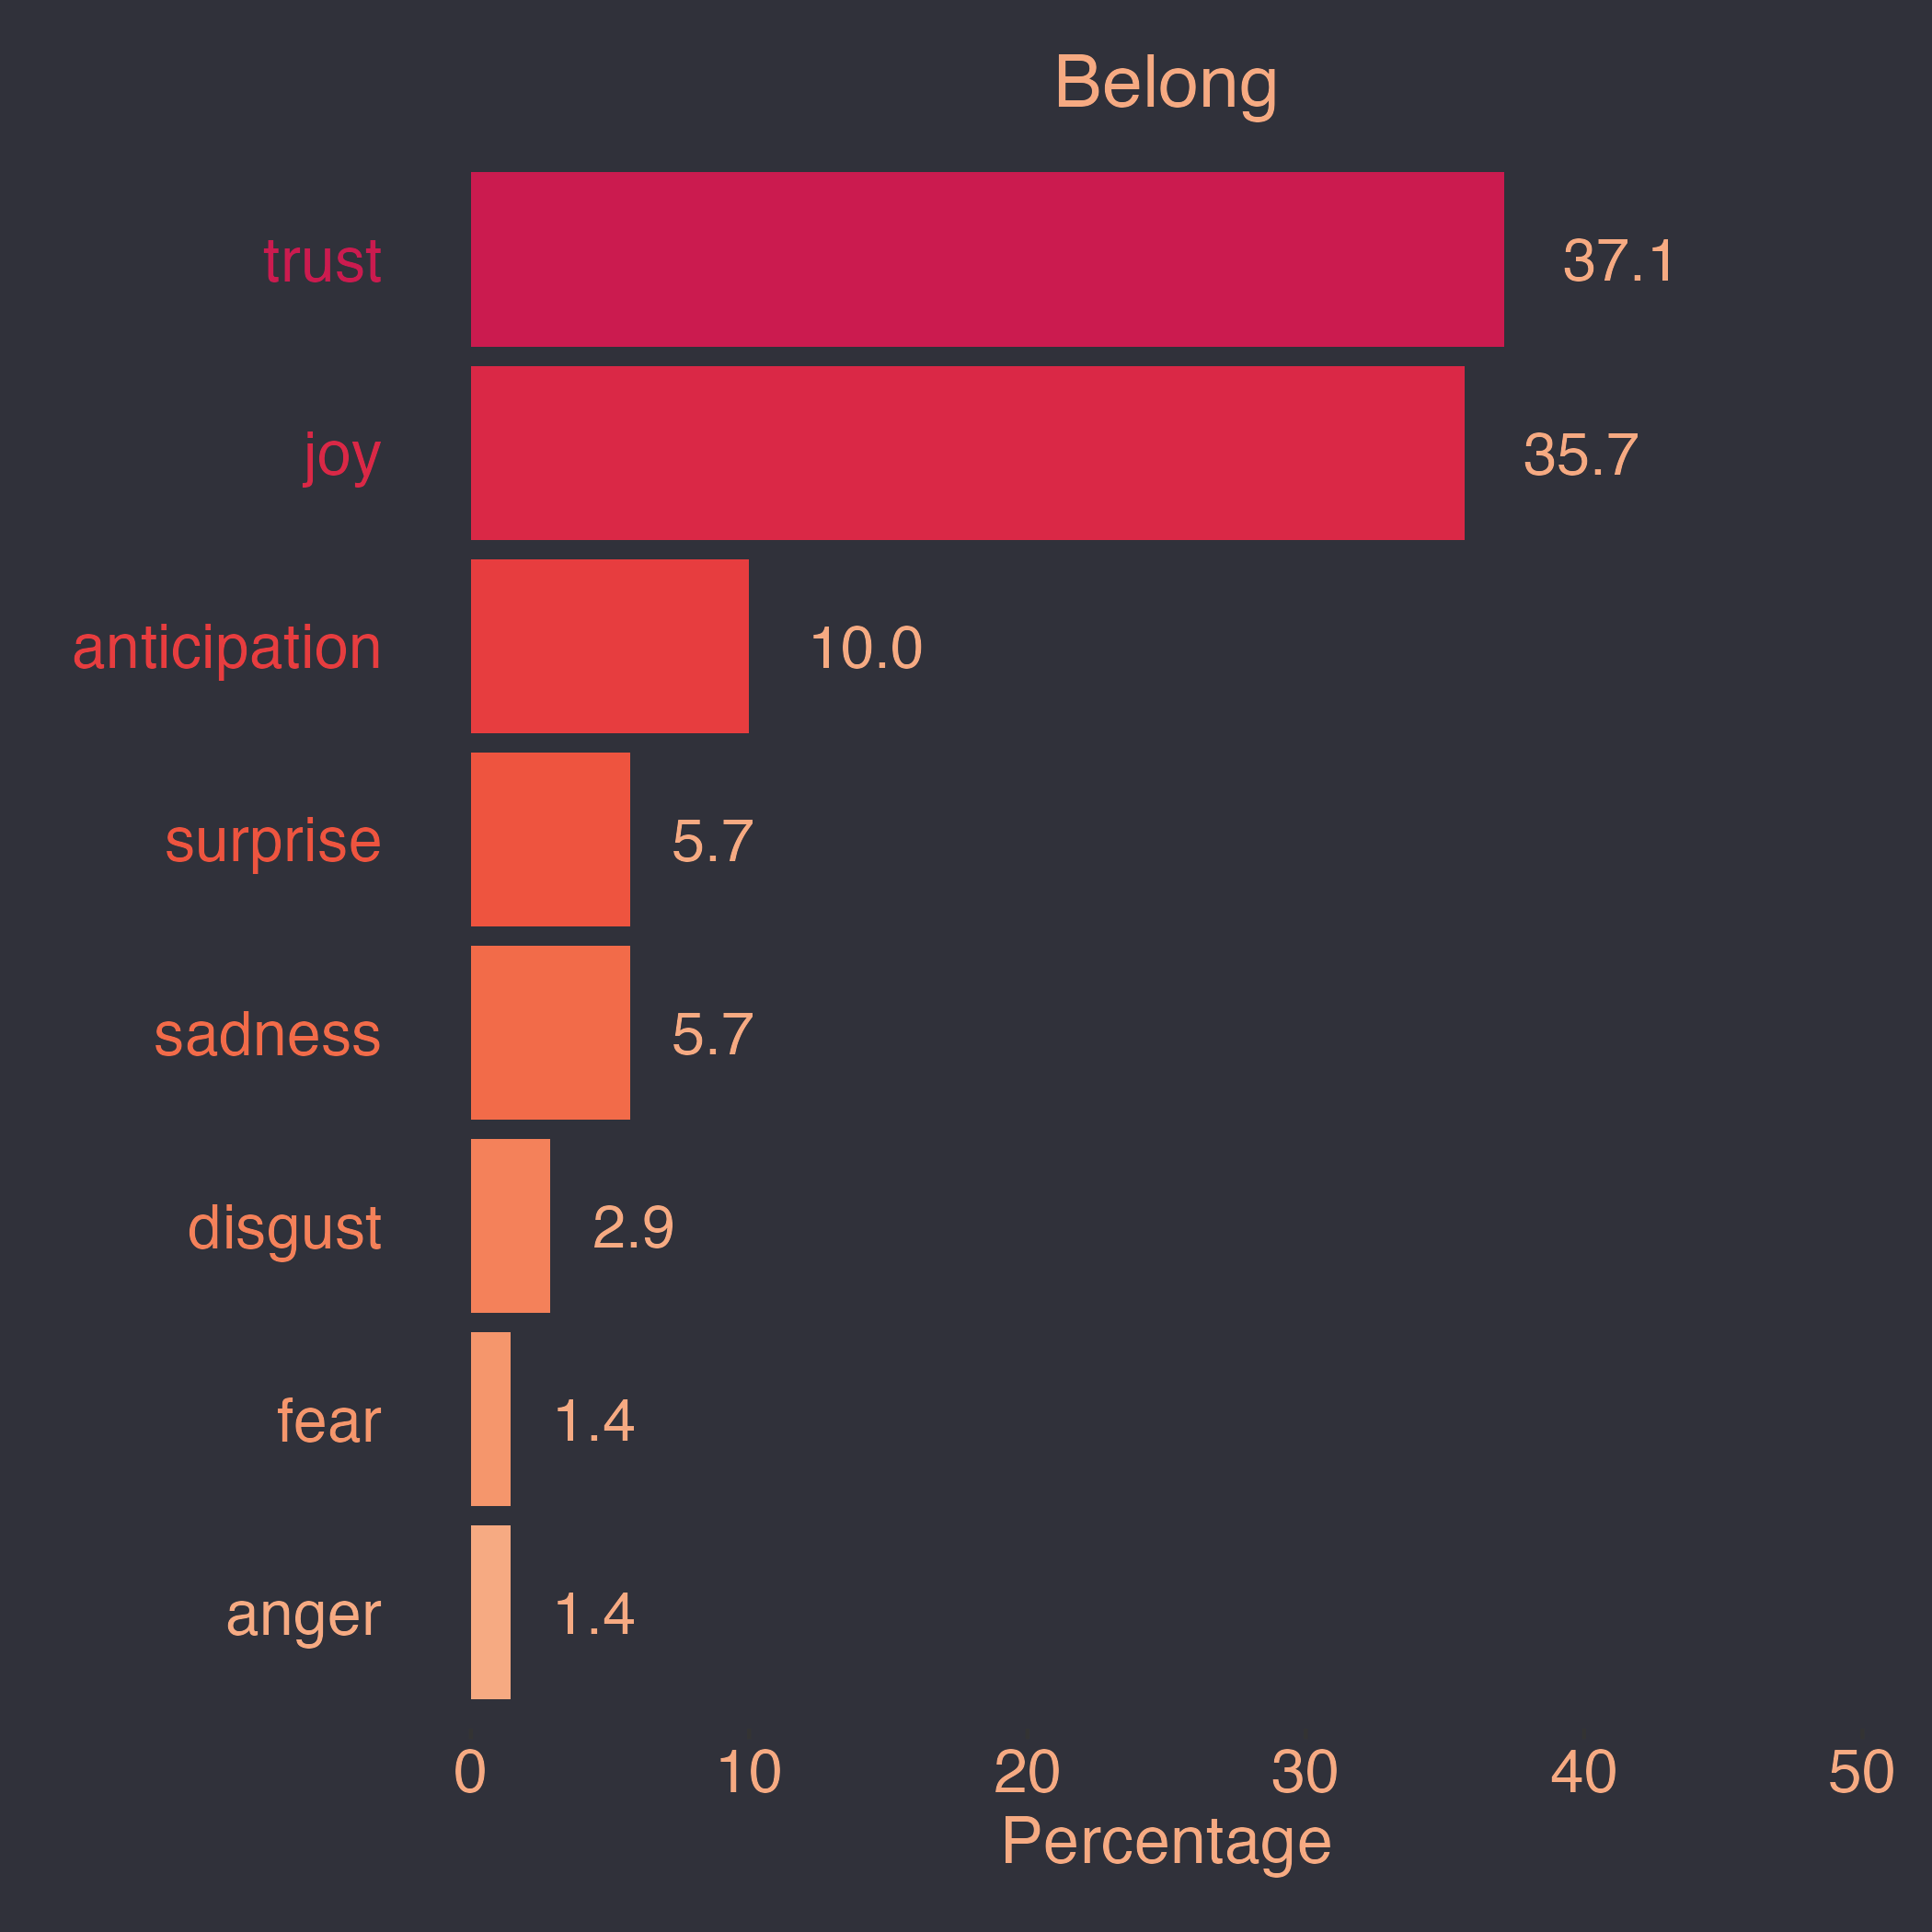 Belong
trust 37.1
joy 35.7
anticipation 10.0
surprise 5.7
sadness 5.7
disgust 2.9
fear 1.4
anger 1.4
0 10 20 30 40 50
Percentage